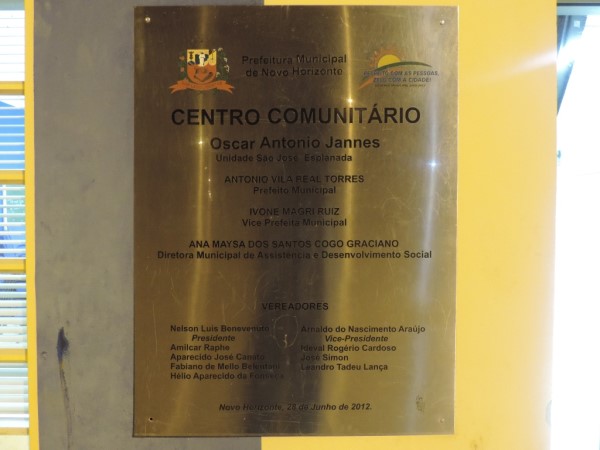 Prefeitura Municipal
de Novo Horizonte
CENTRO COMUNITÁRIO
Oscar Antonio Jannes
Unidade São José, Esplanada
ANTONIO VILA REAL TORRES
Prefeito Municipal
IVONE MAGRI RUIZ
Vice Prefeita Municipal
ANA MAYSA DOS SANTOS COGO GRACIANO
Diretora Municipal de Assistência e Desenvolvimento Social
VEREADORES
Nelson Luis
Presidente
Amilcar Raphe
Aparecido José
Fabiano de Mello
Hélio Aparecido da
Arnaldo do Nascimento Araújo
Vice-Presidente
Rogério Cardoso
José Simon
Leandro Tadeu Lança
Novo Horizonte, de Junho de 2012.